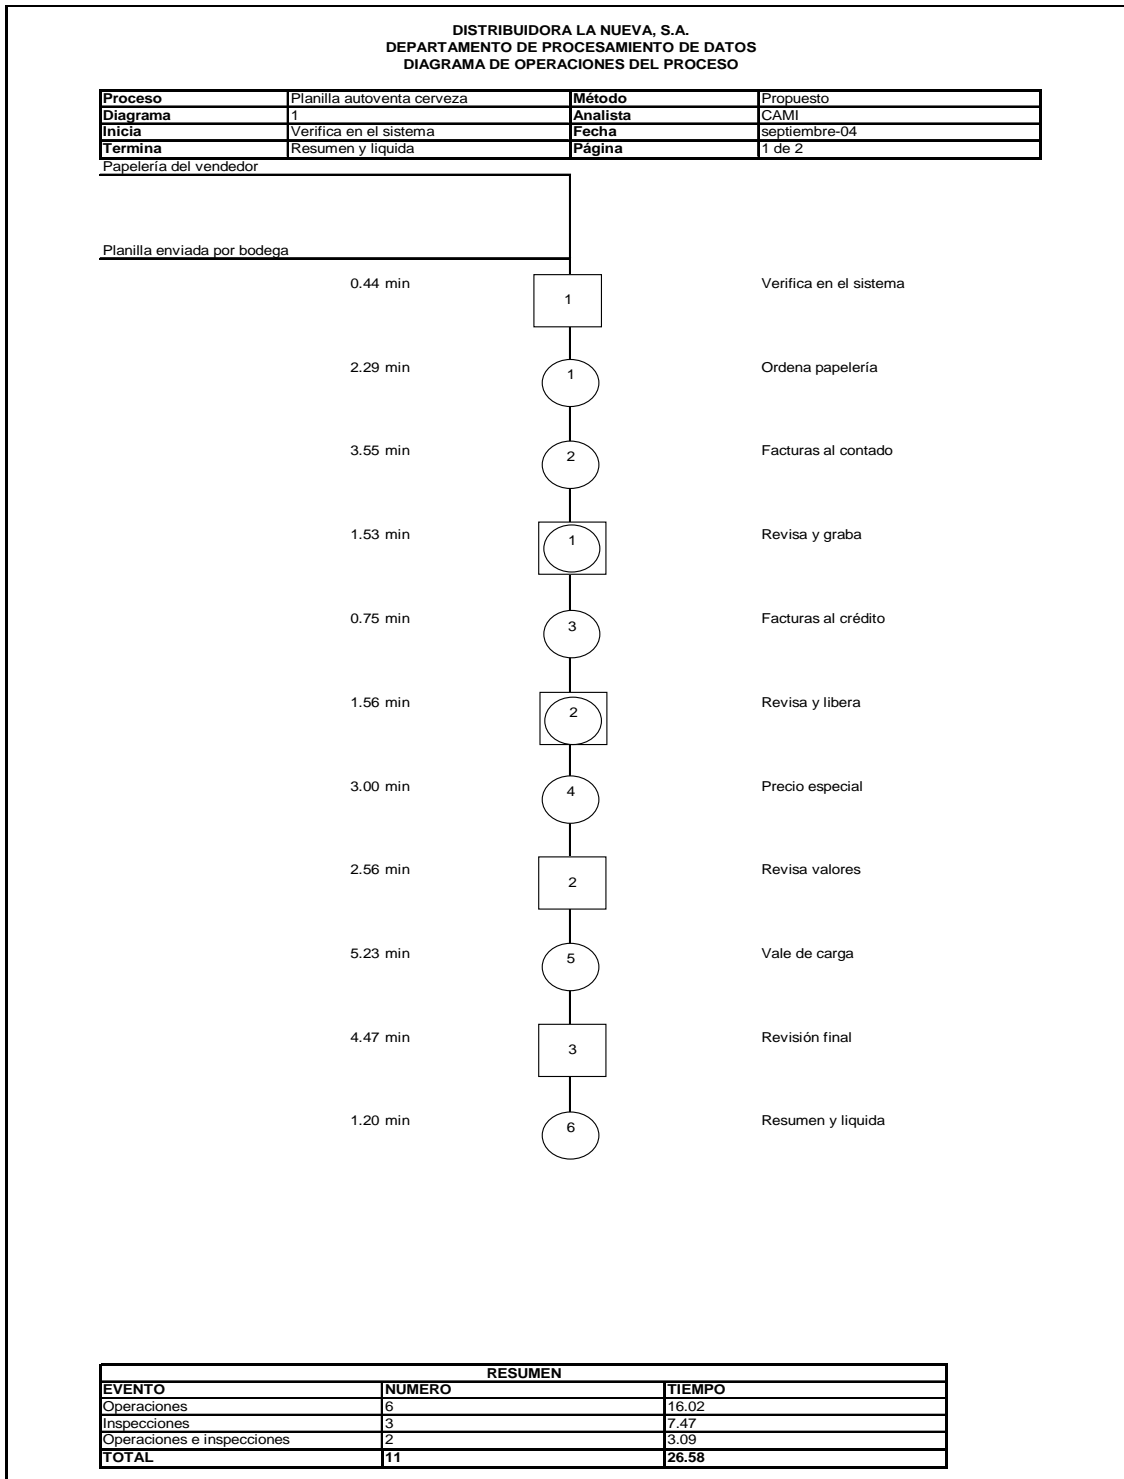 DISTRIBUIDORA LA NUEVA, S.A.
DEPARTAMENTO DE PROCESAMIENTO DE DATOS
DIAGRAMA DE OPERACIONES DEL PROCESO
Proceso Planilla autoventa cerveza Método Propuesto
Diagrama 1 Analista CAMI
Inicia Verifica en el sistema Fecha septiembre-04
Termina Resumen y liquida Página 1 de 2
Papelería del vendedor
Planilla enviada por bodega
0.44 min 1 Verifica en el sistema
2.29 min 1 Ordena papelería
3.55 min 2 Facturas al contado
1.53 min 1 Revisa y graba
0.75 min 3 Facturas al crédito
1.56 min 2 Revisa y libera
3.00 min 4 Precio especial
2.56 min 2 Revisa valores
5.23 min 5 Vale de carga
4.47 min 3 Revisión final
1.20 min 6 Resumen y liquida
RESUMEN
EVENTO NUMERO TIEMPO
Operaciones 6 16.02
Inspecciones 3 7.47
Operaciones e inspecciones 2 3.09
TOTAL 11 26.58